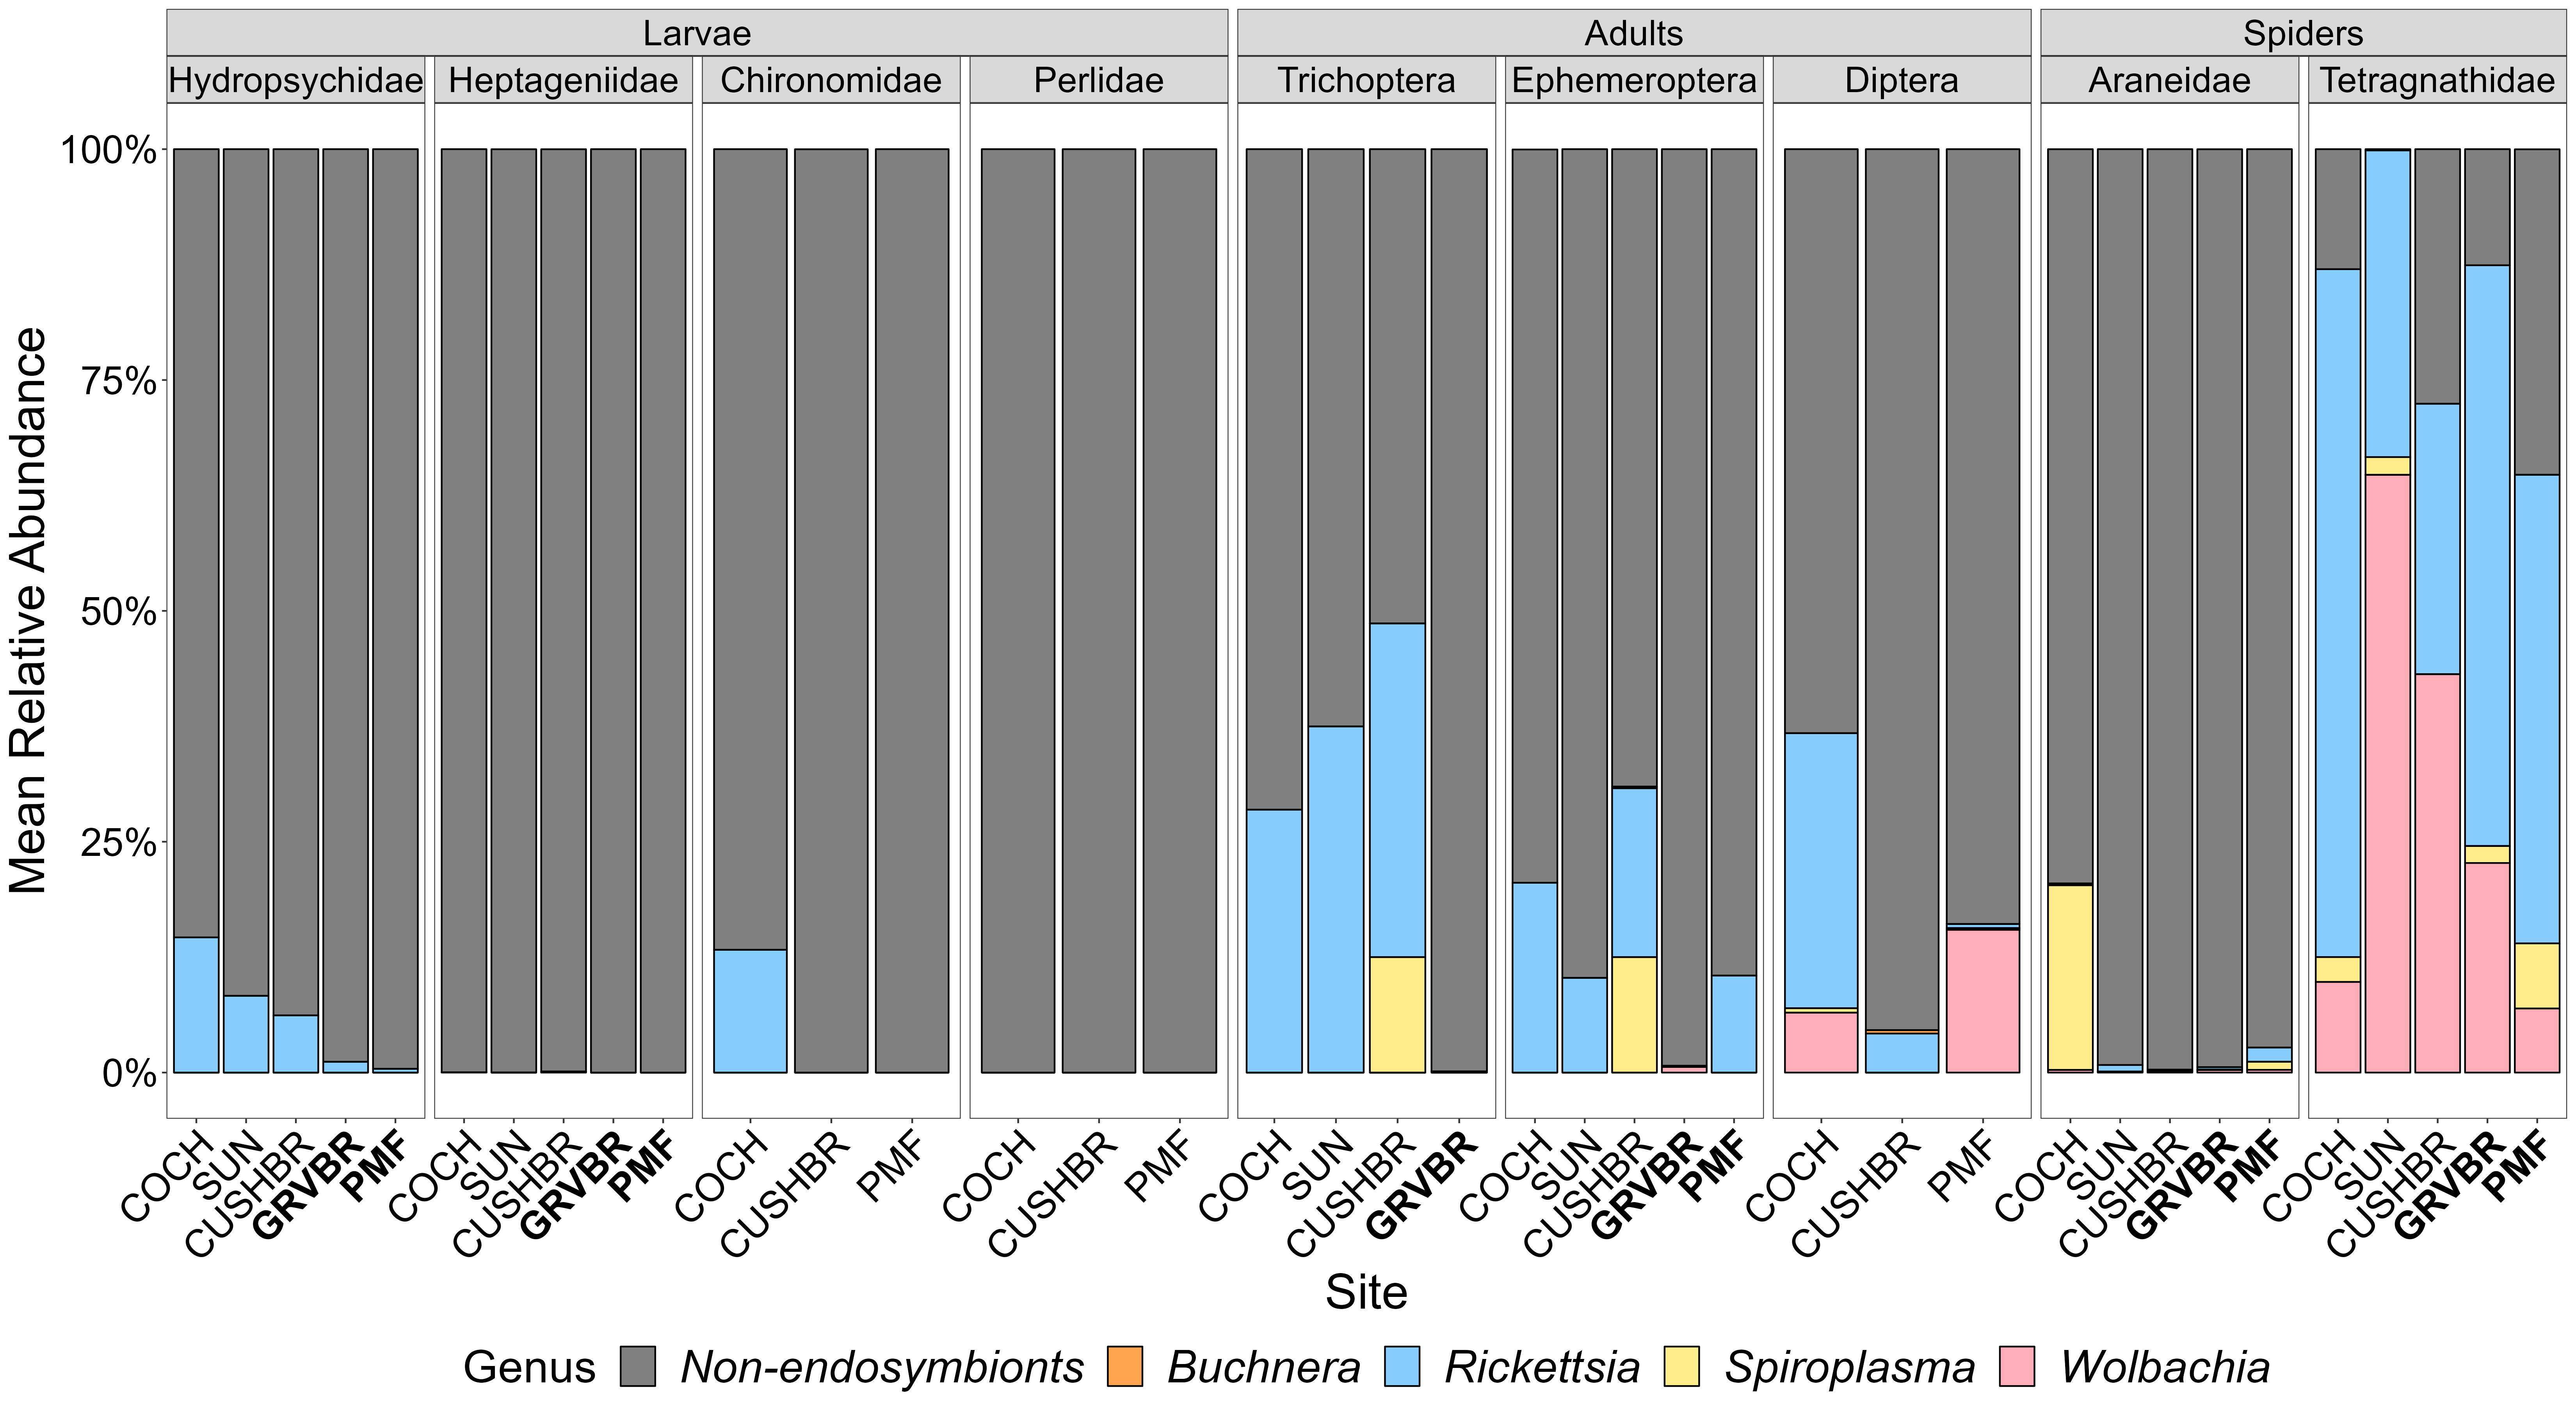 Larvae Adults Spiders
Hydropsychidae Heptageniidae Chironomidae Perlidae Trichoptera Ephemeroptera Diptera Araneidae Tetragnathidae
Mean Relative Abundance
100%
75%
50%
25%
0%
COCH SUN CUSHBR GRVBR PMF COCH SUN CUSHBR GRVBR PMF COCH CUSHBR PMF COCH CUSHBR PMF COCH SUN CUSHBR GRVBR COCH SUN CUSHBR GRVBR PMF COCH CUSHBR PMF COCH SUN CUSHBR GRVBR PMF COCH SUN CUSHBR GRVBR PMF
Site
Genus Non-endosymbionts Buchnera Rickettsia Spiroplasma Wolbachia